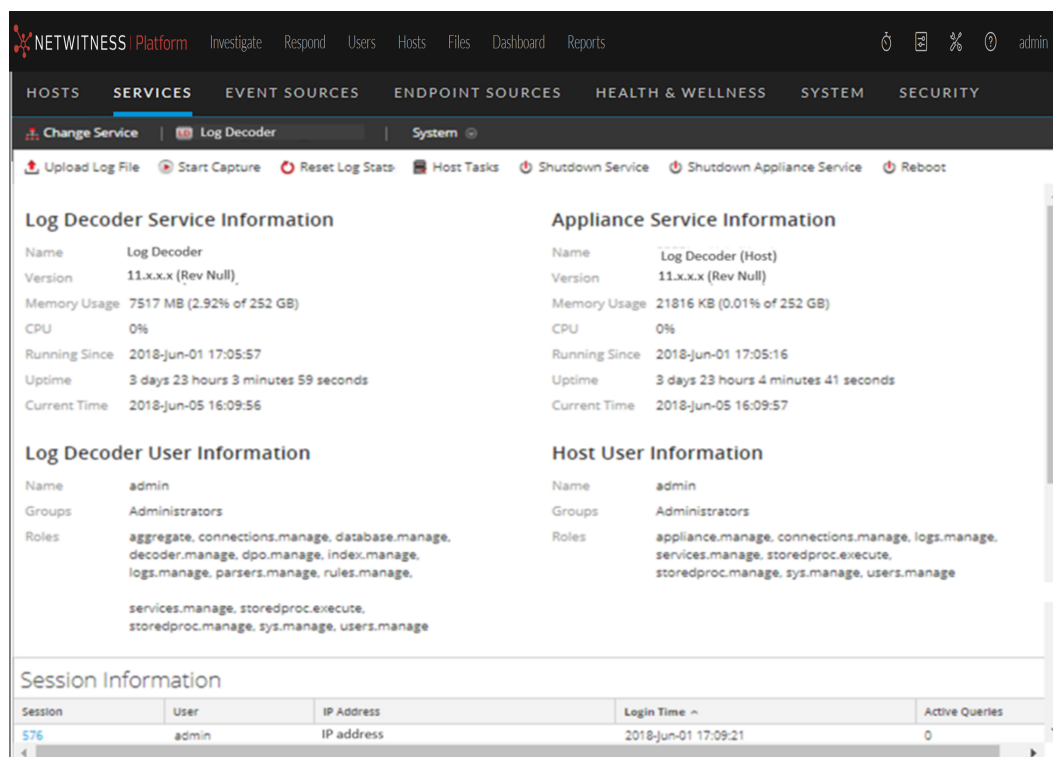 NETWITNESS Platform Investigate Respond Users Hosts Files Dashboard Reports admin
HOSTS SERVICES EVENT SOURCES ENDPOINT SOURCES HEALTH & WELLNESS SYSTEM SECURITY
Change Service | LD Log Decoder | System
Upload Log File Start Capture Reset Log Stats Host Tasks Shutdown Service Shutdown Appliance Service Reboot
Log Decoder Service Information
Name Log Decoder
Version 11.x.x.x (Rev Null)
Memory Usage 7517 MB (2.92% of 252 GB)
CPU 0%
Running Since 2018-Jun-01 17:05:57
Uptime 3 days 23 hours 3 minutes 59 seconds
Current Time 2018-Jun-05 16:09:56
Appliance Service Information
Name Log Decoder (Host)
Version 11.x.x.x (Rev Null)
Memory Usage 21816 KB (0.01% of 252 GB)
CPU 0%
Running Since 2018-Jun-01 17:05:16
Uptime 3 days 23 hours 4 minutes 41 seconds
Current Time 2018-Jun-05 16:09:57
Log Decoder User Information
Name admin
Groups Administrators
Roles aggregate, connections.manage, database.manage,
decoder.manage, dpo.manage, index.manage,
logs.manage, parsers.manage, rules.manage,
services.manage, storedproc.execute,
storedproc.manage, sys.manage, users.manage
Host User Information
Name admin
Groups Administrators
Roles appliance.manage, connections.manage, logs.manage,
services.manage, storedproc.execute,
storedproc.manage, sys.manage, users.manage
Session Information
Session User IP Address Login Time Active Queries
576 admin IP address 2018-Jun-01 17:09:21 0